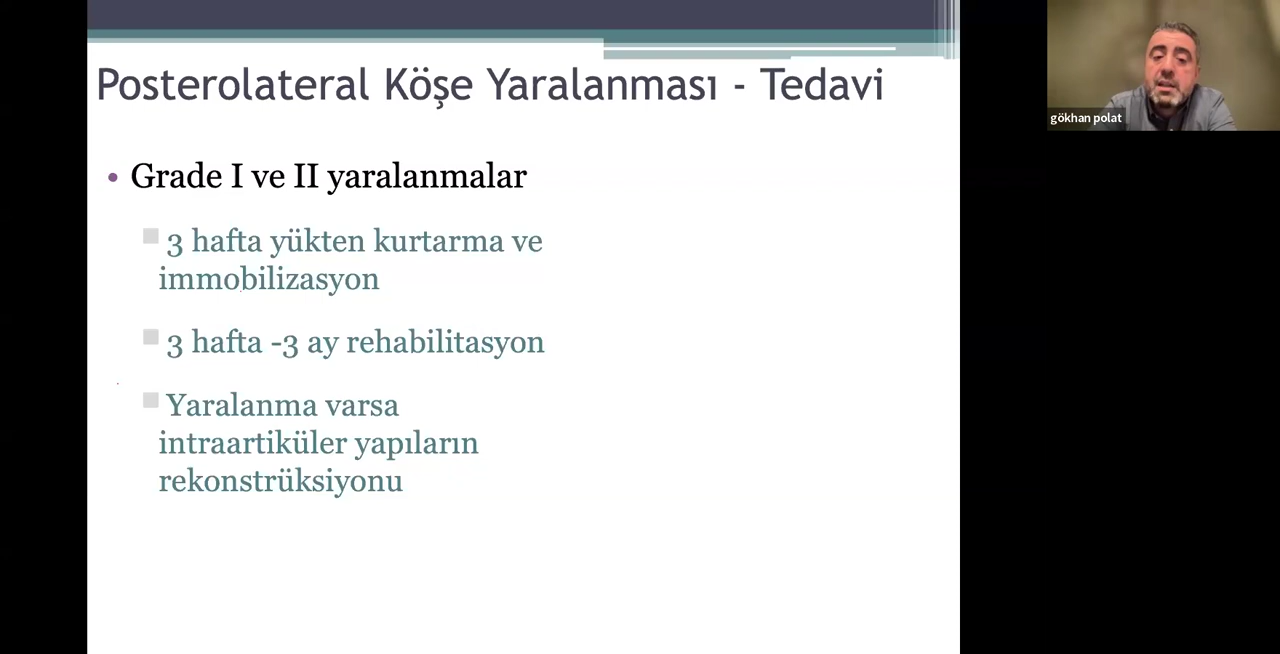 Posterolateral Köşe Yaralanması - Tedavi
gökhan polat
• Grade I ve II yaralanmalar
3 hafta yükten kurtarma ve
immobilizasyon
3 hafta -3 ay rehabilitasyon
Yaralanma varsa
intraartiküler yapıların
rekonstrüksiyonu